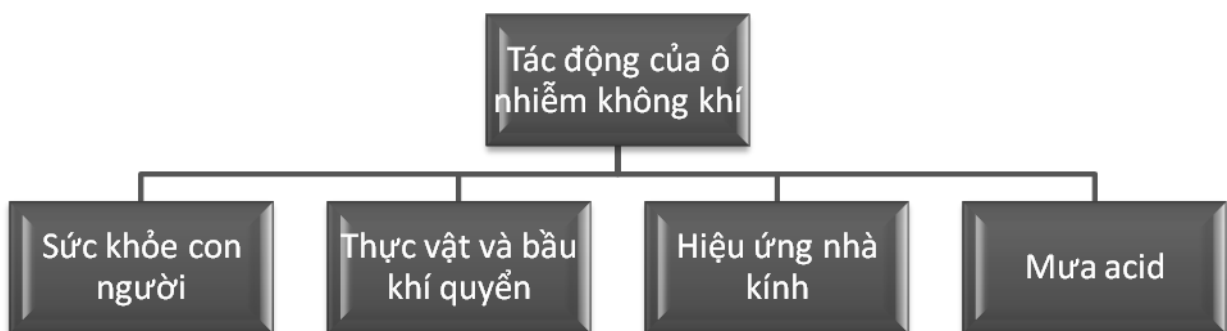 Tác động của ô
nhiễm không khí
Sức khỏe con
người
Thực vật và bầu
khí quyển
Hiệu ứng nhà
kính
Mưa acid